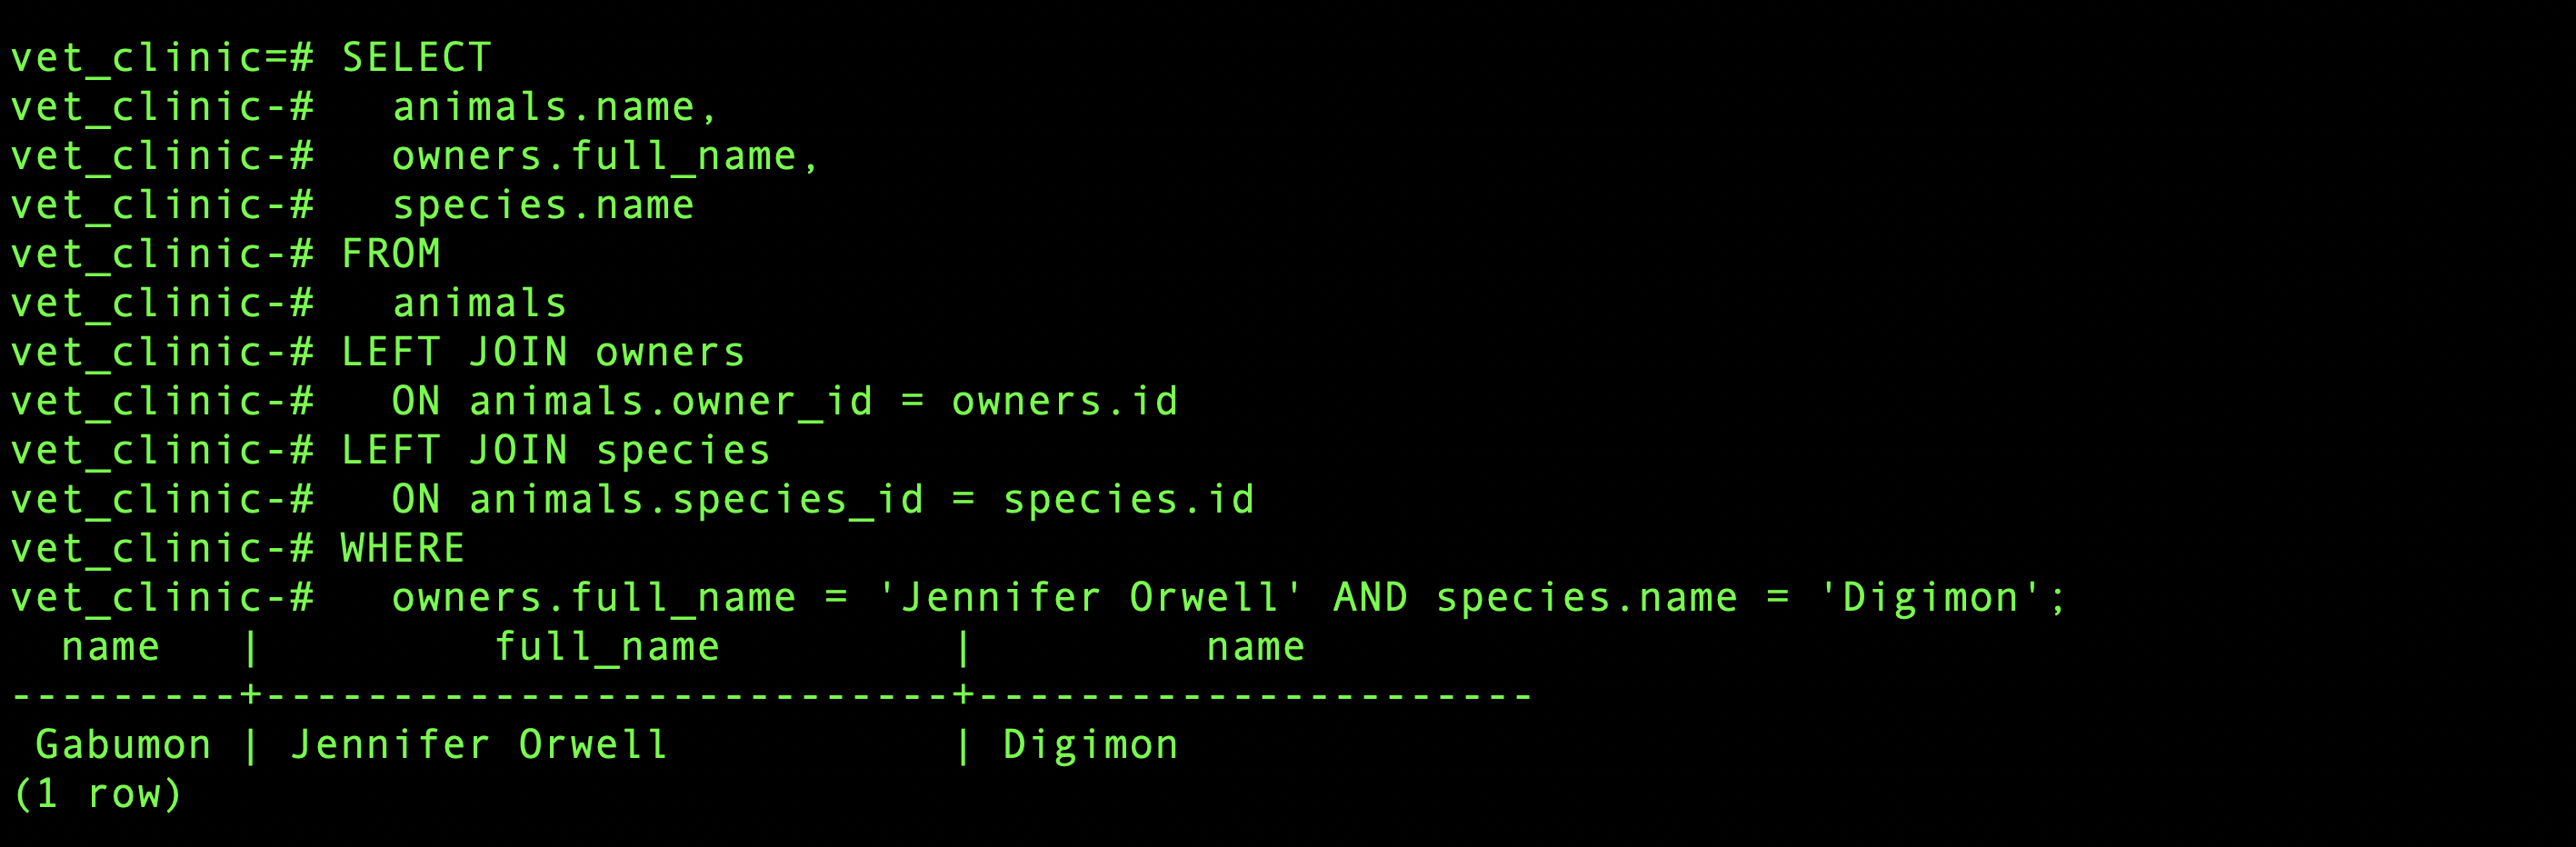 vet_clinic=# SELECT
vet_clinic-#   animals.name,
vet_clinic-#   owners.full_name,
vet_clinic-#   species.name
vet_clinic-# FROM
vet_clinic-#   animals
vet_clinic-# LEFT JOIN owners
vet_clinic-#   ON animals.owner_id = owners.id
vet_clinic-# LEFT JOIN species
vet_clinic-#   ON animals.species_id = species.id
vet_clinic-# WHERE
vet_clinic-#   owners.full_name = 'Jennifer Orwell' AND species.name = 'Digimon';
  name   |         full_name         |         name
---------+---------------------------+----------------------
 Gabumon | Jennifer Orwell           | Digimon
(1 row)